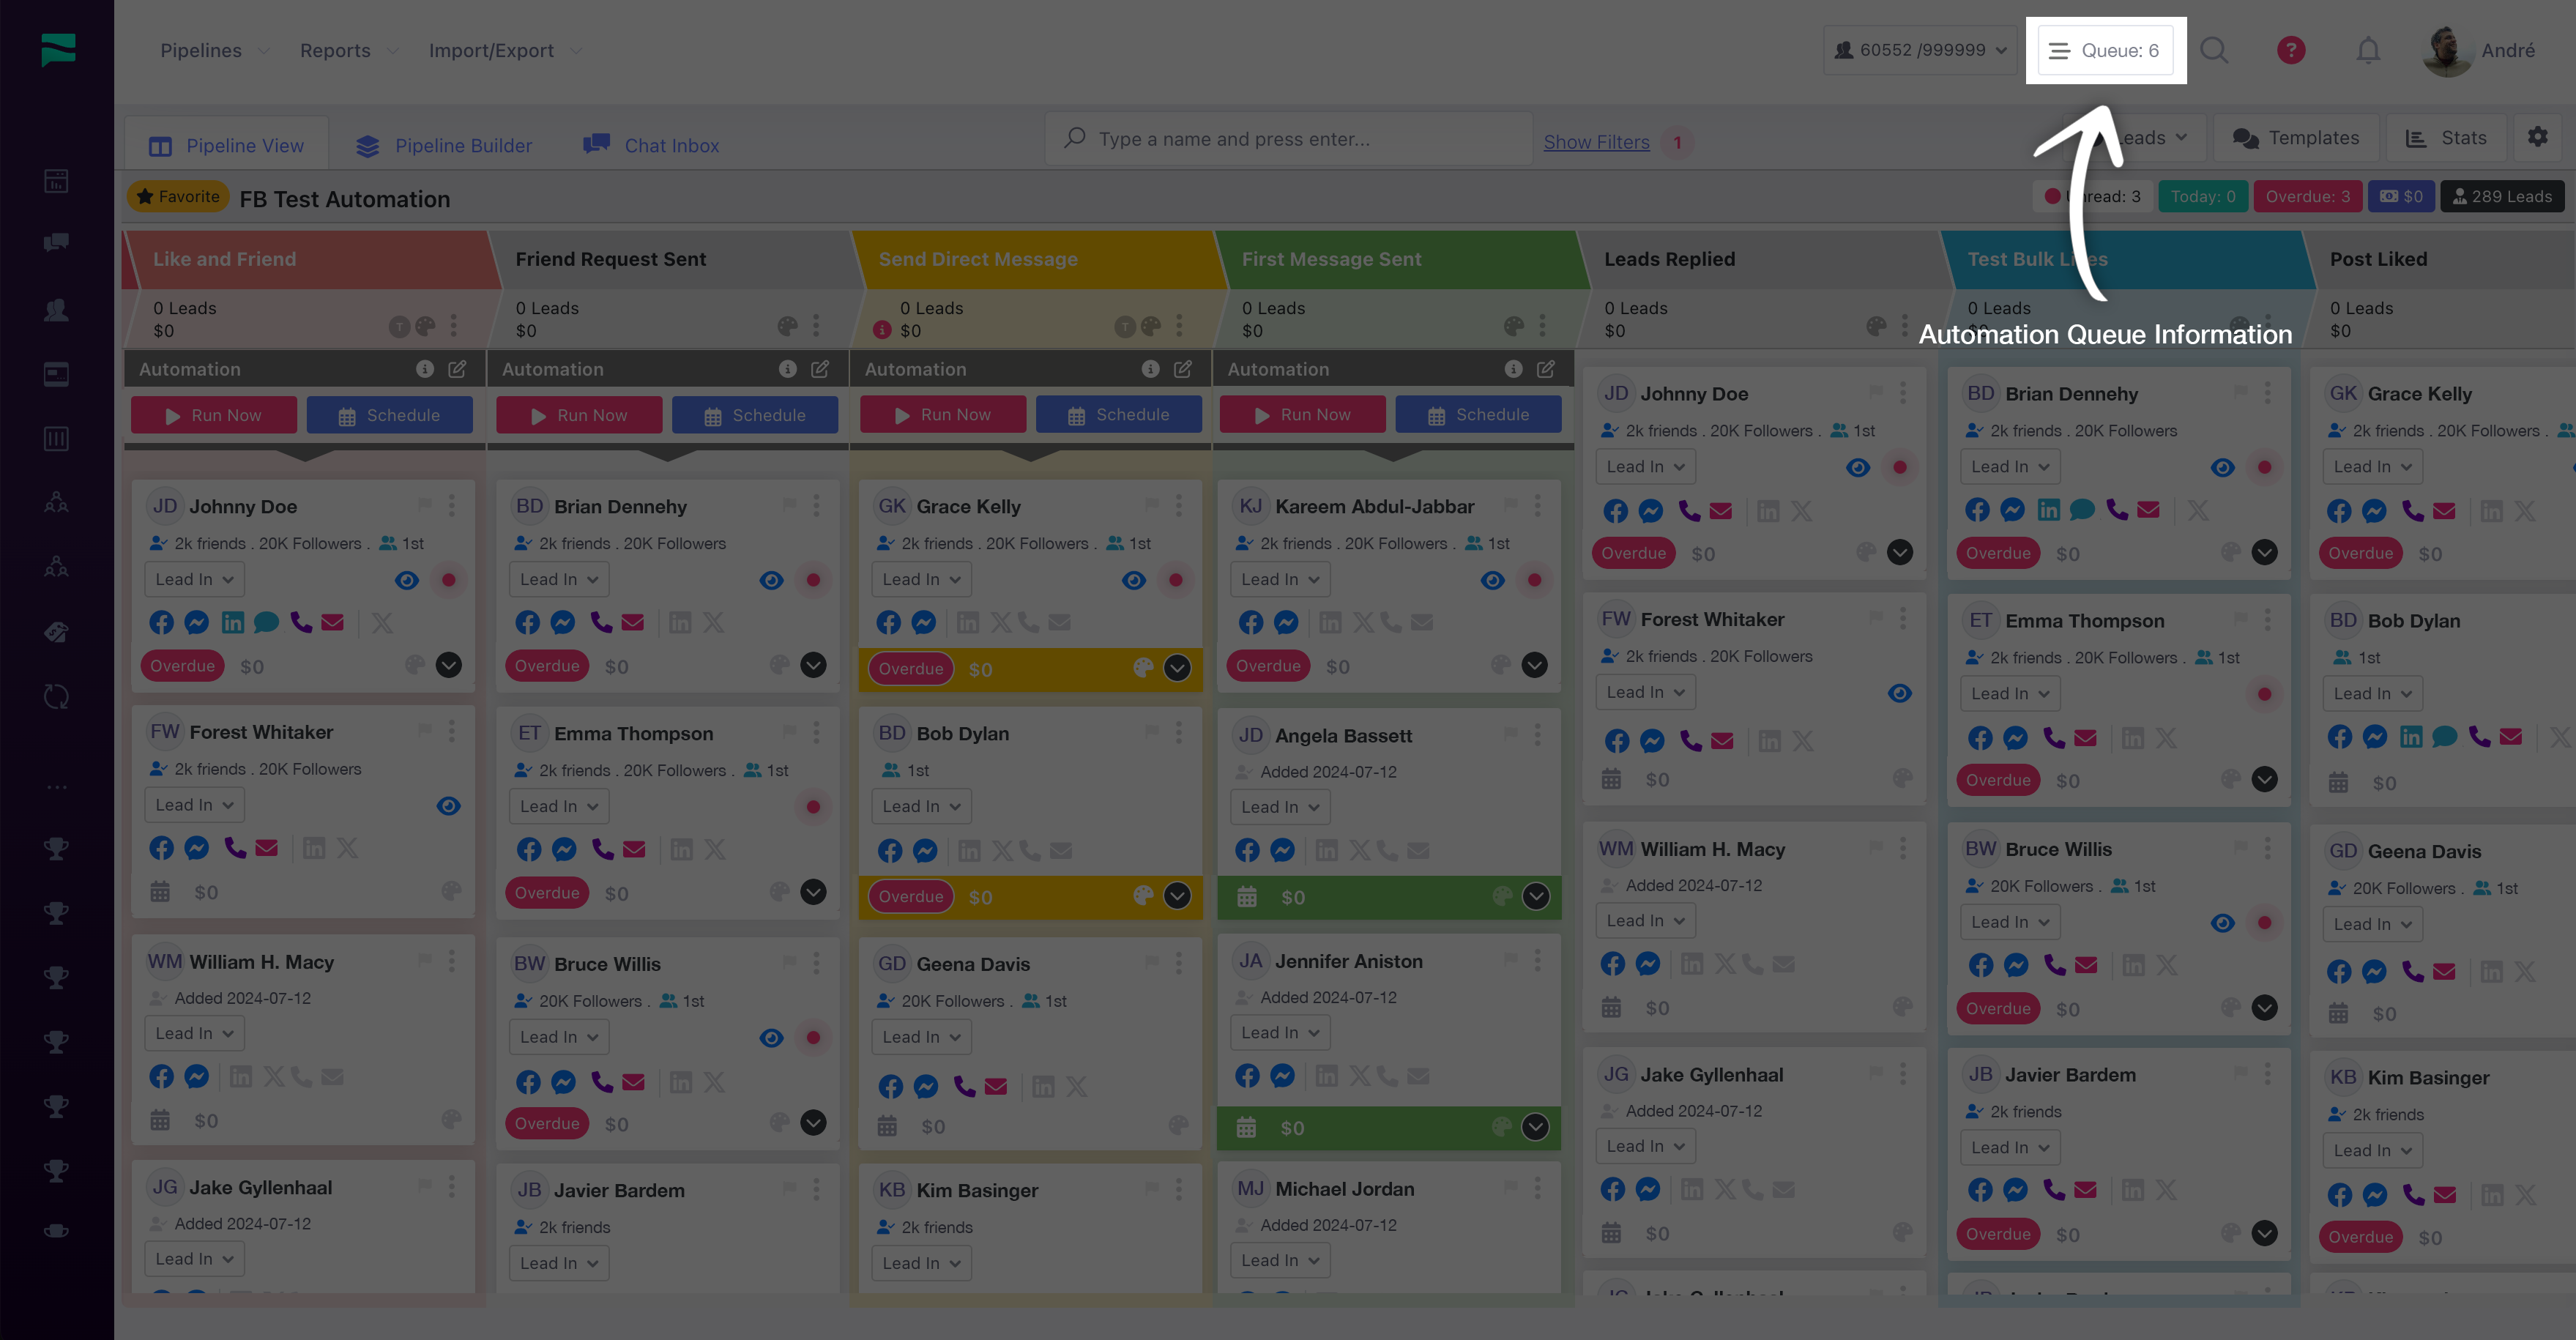 Pipelines Reports Import/Export 60552 /999999 Queue: 6 ? André
Pipeline View Pipeline Builder Chat Inbox Type a name and press enter... Show Filters 1 Leads Templates Stats
Favorite FB Test Automation Unread: 3 Today: 0 Overdue: 3 $0 289 Leads
Automation Queue Information
Like and Friend
0 Leads
$0
T
Automation
Run Now Schedule
JD Johnny Doe
2k friends . 20K Followers . 1st
Lead In
Overdue $0
FW Forest Whitaker
2k friends . 20K Followers
Lead In
$0
WM William H. Macy
Added 2024-07-12
Lead In
$0
JG Jake Gyllenhaal
Added 2024-07-12
Lead In
Friend Request Sent
0 Leads
$0
Automation
Run Now Schedule
BD Brian Dennehy
2k friends . 20K Followers
Lead In
Overdue $0
ET Emma Thompson
2k friends . 20K Followers . 1st
Lead In
Overdue $0
BW Bruce Willis
20K Followers . 1st
Lead In
Overdue $0
JB Javier Bardem
2k friends
Lead In
Send Direct Message
0 Leads
$0
T
Automation
Run Now Schedule
GK Grace Kelly
2k friends . 20K Followers . 1st
Lead In
Overdue $0
BD Bob Dylan
1st
Lead In
Overdue $0
GD Geena Davis
20K Followers . 1st
Lead In
$0
KB Kim Basinger
2k friends
Lead In
First Message Sent
0 Leads
$0
Automation
Run Now Schedule
KJ Kareem Abdul-Jabbar
2k friends . 20K Followers . 1st
Lead In
Overdue $0
JD Angela Bassett
Added 2024-07-12
Lead In
$0
JA Jennifer Aniston
Added 2024-07-12
Lead In
$0
MJ Michael Jordan
Added 2024-07-12
Lead In
Leads Replied
0 Leads
$0
JD Johnny Doe
2k friends . 20K Followers . 1st
Lead In
Overdue $0
FW Forest Whitaker
2k friends . 20K Followers
Lead In
$0
WM William H. Macy
Added 2024-07-12
Lead In
$0
JG Jake Gyllenhaal
Added 2024-07-12
Lead In
$0
Test Bulk Likes
0 Leads
$0
BD Brian Dennehy
2k friends . 20K Followers
Lead In
Overdue $0
ET Emma Thompson
2k friends . 20K Followers . 1st
Lead In
Overdue $0
BW Bruce Willis
20K Followers . 1st
Lead In
Overdue $0
JB Javier Bardem
2k friends
Lead In
Overdue $0
Post Liked
0 Leads
$0
GK Grace Kelly
2k friends . 20K Followers .
Lead In
Overdue $0
BD Bob Dylan
1st
Lead In
$0
GD Geena Davis
20K Followers . 1st
Lead In
$0
KB Kim Basinger
2k friends
Lead In
Overdue $0